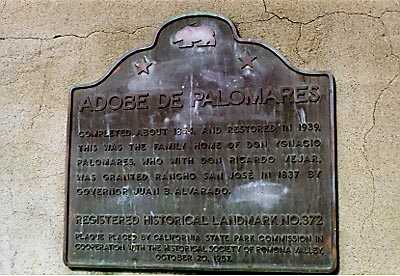 ADOBE DE PALOMARES
COMPLETED ABOUT 1854 AND RESTORED IN 1939.
THIS WAS THE FAMILY HOME OF DON YGNACIO
PALOMARES, WHO WITH DON RICARDO VEJAR,
WAS GRANTED RANCHO SAN JOSE IN 1837 BY
GOVERNOR JUAN B. ALVARADO.
REGISTERED HISTORICAL LANDMARK NO. 372
PLAQUE PLACED BY CALIFORNIA STATE PARK COMMISSION IN
COOPERATION WITH THE HISTORICAL SOCIETY OF POMONA VALLEY,
OCTOBER 20, 1957.